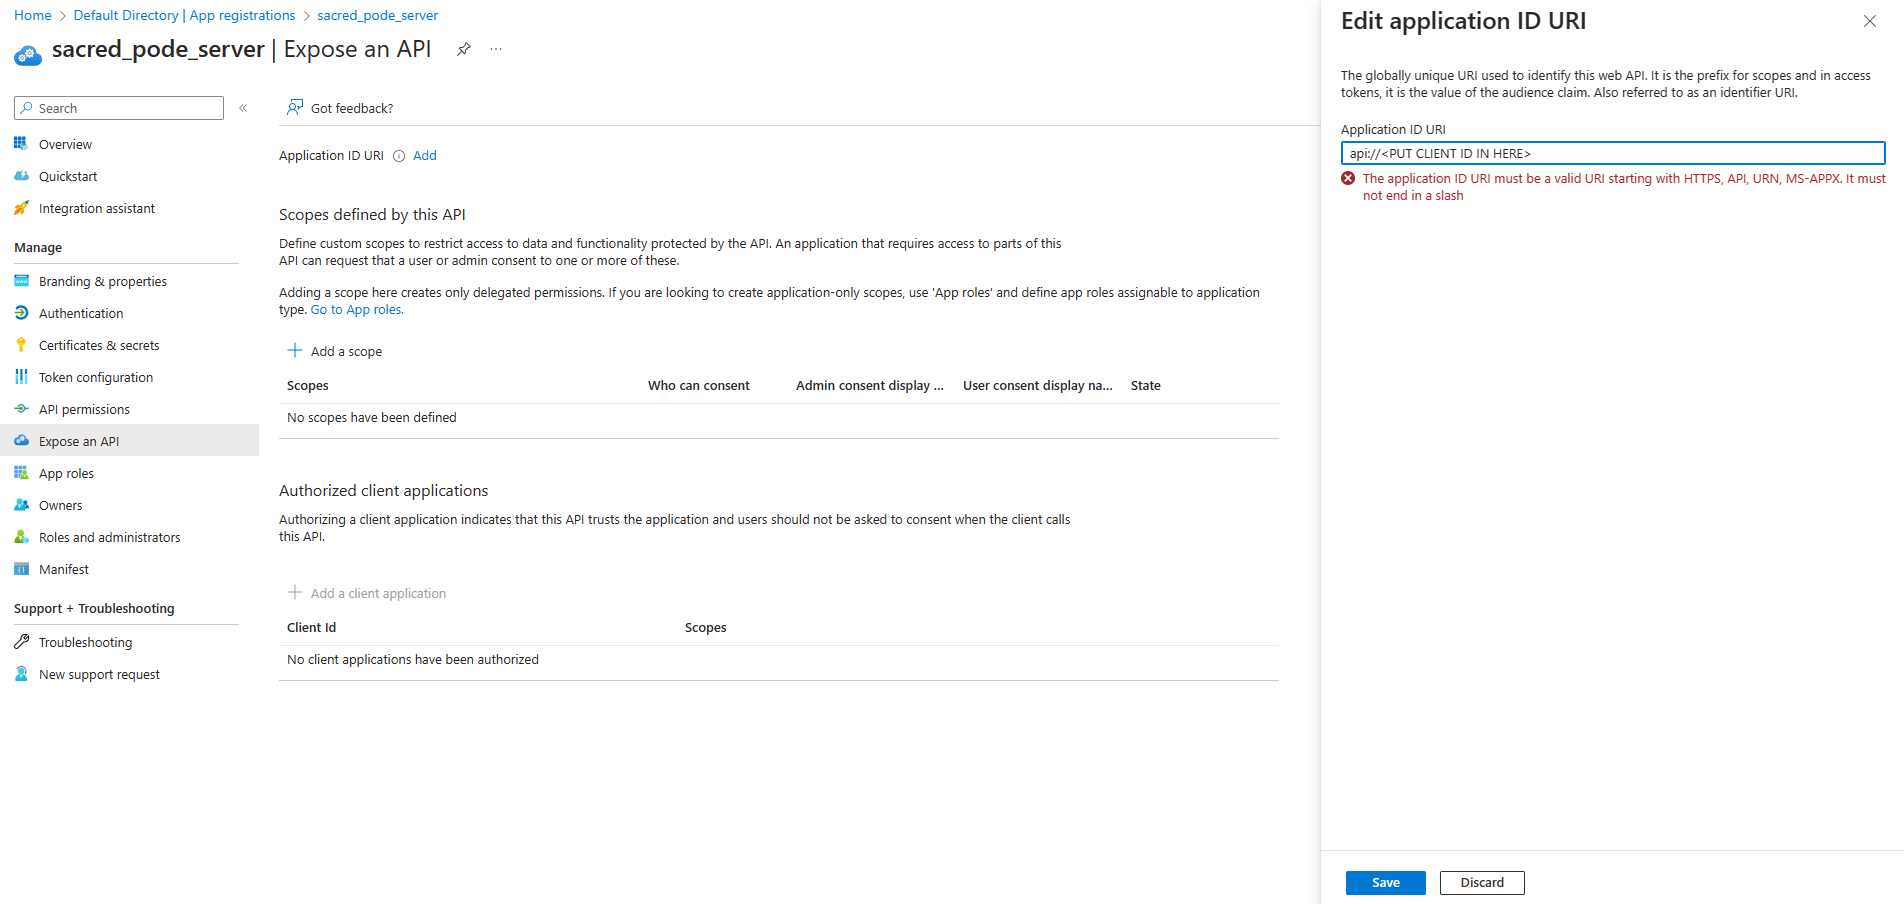 Home > Default Directory | App registrations > sacred_pode_server
sacred_pode_server | Expose an API ...
Search «
Overview
Quickstart
Integration assistant
Manage
Branding & properties
Authentication
Certificates & secrets
Token configuration
API permissions
Expose an API
App roles
Owners
Roles and administrators
Manifest
Support + Troubleshooting
Troubleshooting
New support request
Got feedback?
Application ID URI Add
Scopes defined by this API
Define custom scopes to restrict access to data and functionality protected by the API. An application that requires access to parts of this
API can request that a user or admin consent to one or more of these.
Adding a scope here creates only delegated permissions. If you are looking to create application-only scopes, use 'App roles' and define app roles assignable to application
type. Go to App roles.
Add a scope
Scopes Who can consent Admin consent display ... User consent display na... State
No scopes have been defined
Authorized client applications
Authorizing a client application indicates that this API trusts the application and users should not be asked to consent when the client calls
this API.
Add a client application
Client Id Scopes
No client applications have been authorized
Edit application ID URI
The globally unique URI used to identify this web API. It is the prefix for scopes and in access
tokens, it is the value of the audience claim. Also referred to as an identifier URI.
Application ID URI
api://<PUT CLIENT ID IN HERE>
The application ID URI must be a valid URI starting with HTTPS, API, URN, MS-APPX. It must
not end in a slash
Save Discard